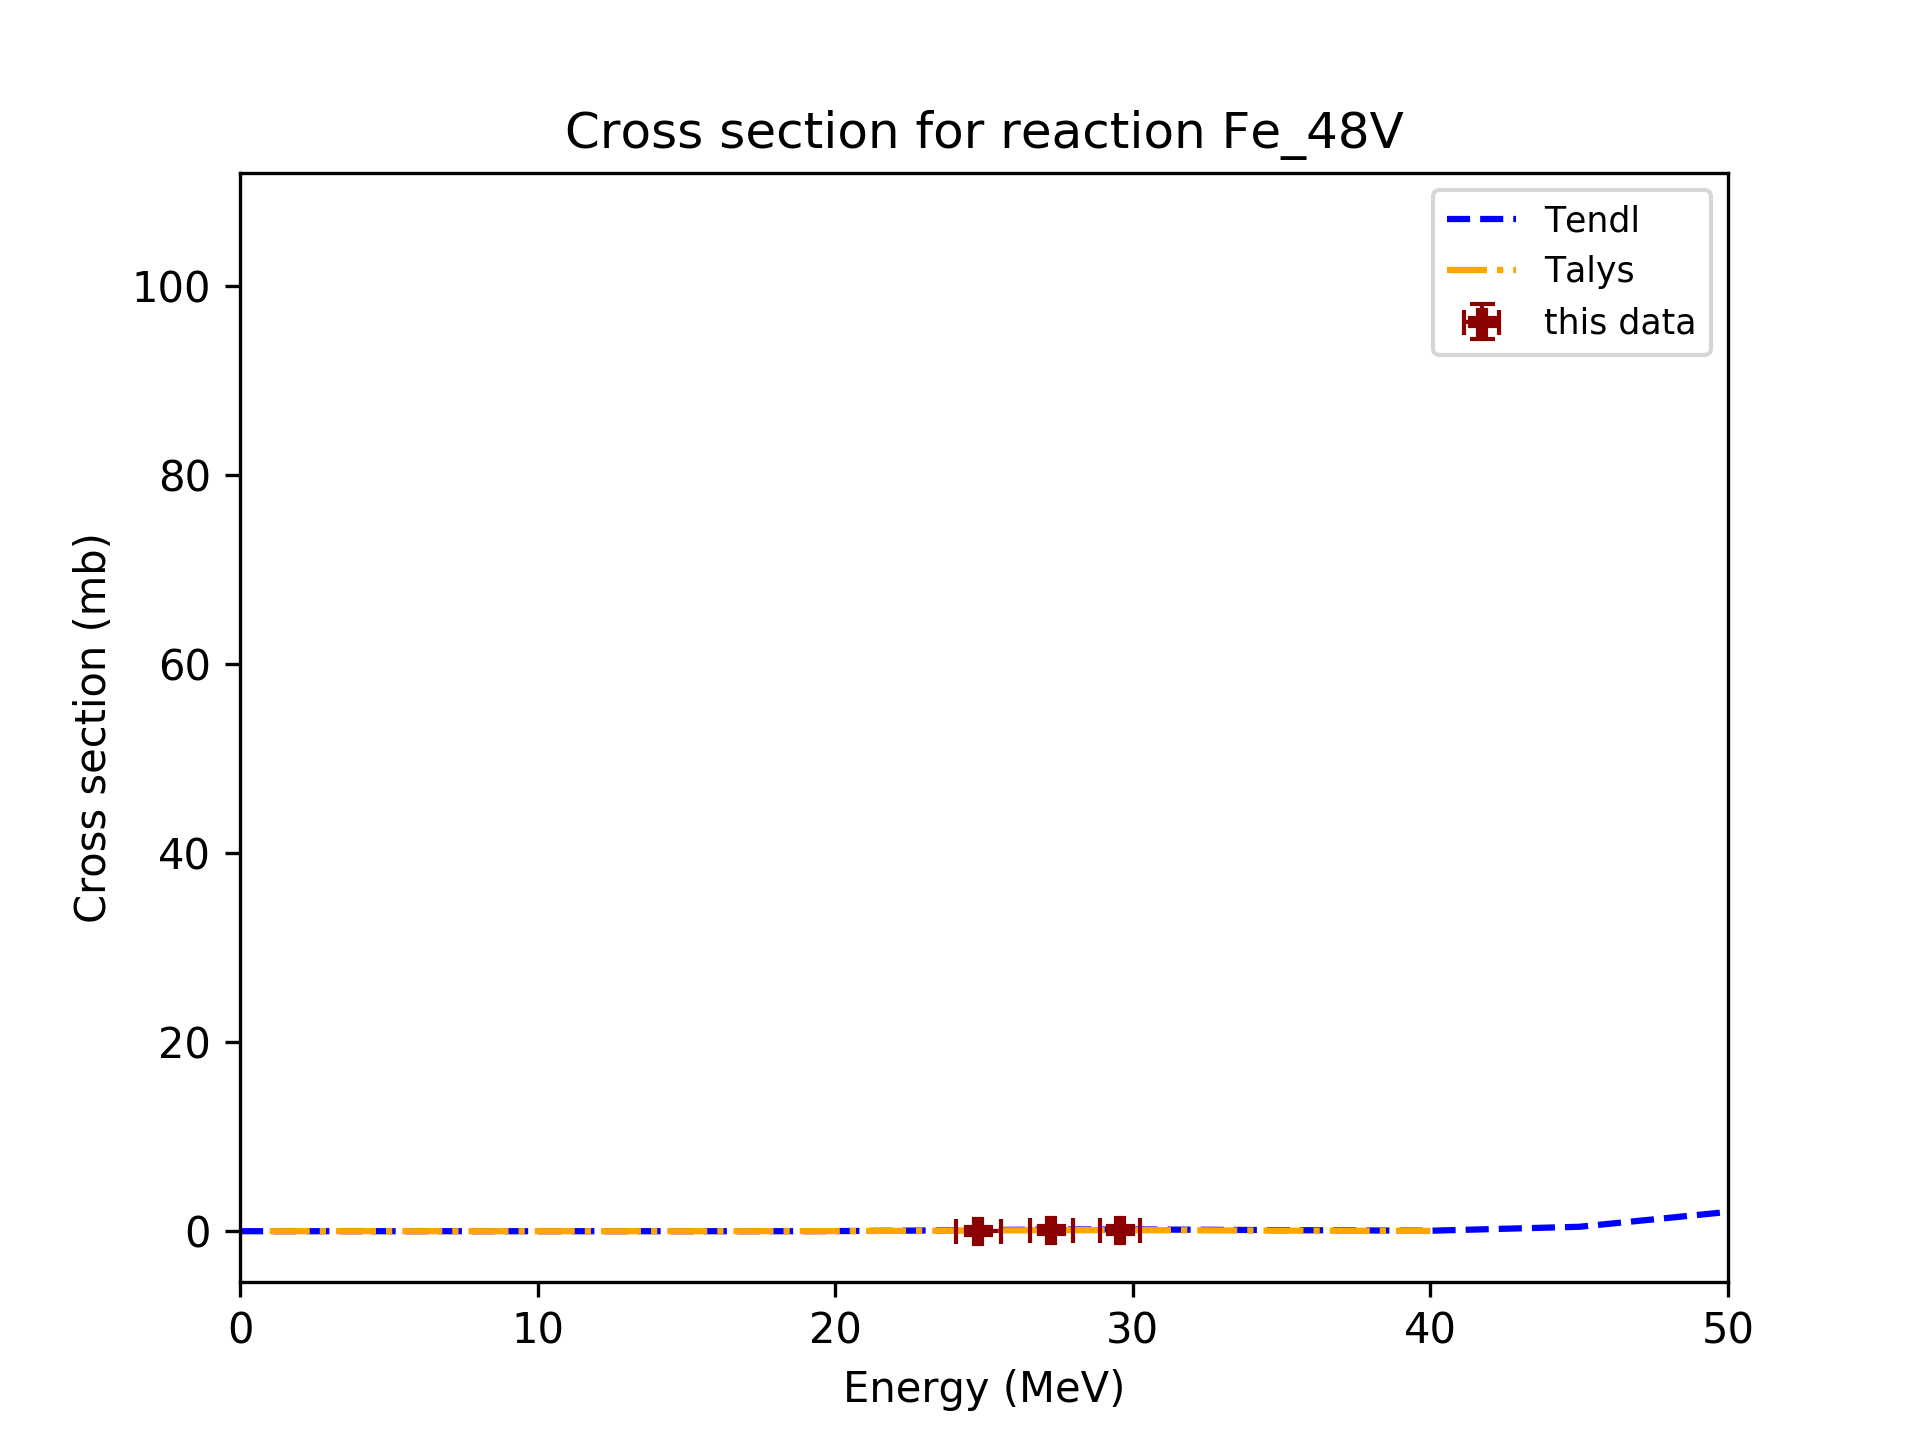 Cross section for reaction Fe_48V
Tendl
Talys
this data
Cross section (mb)
100
80
60
40
20
0
0 10 20 30 40 50
Energy (MeV)